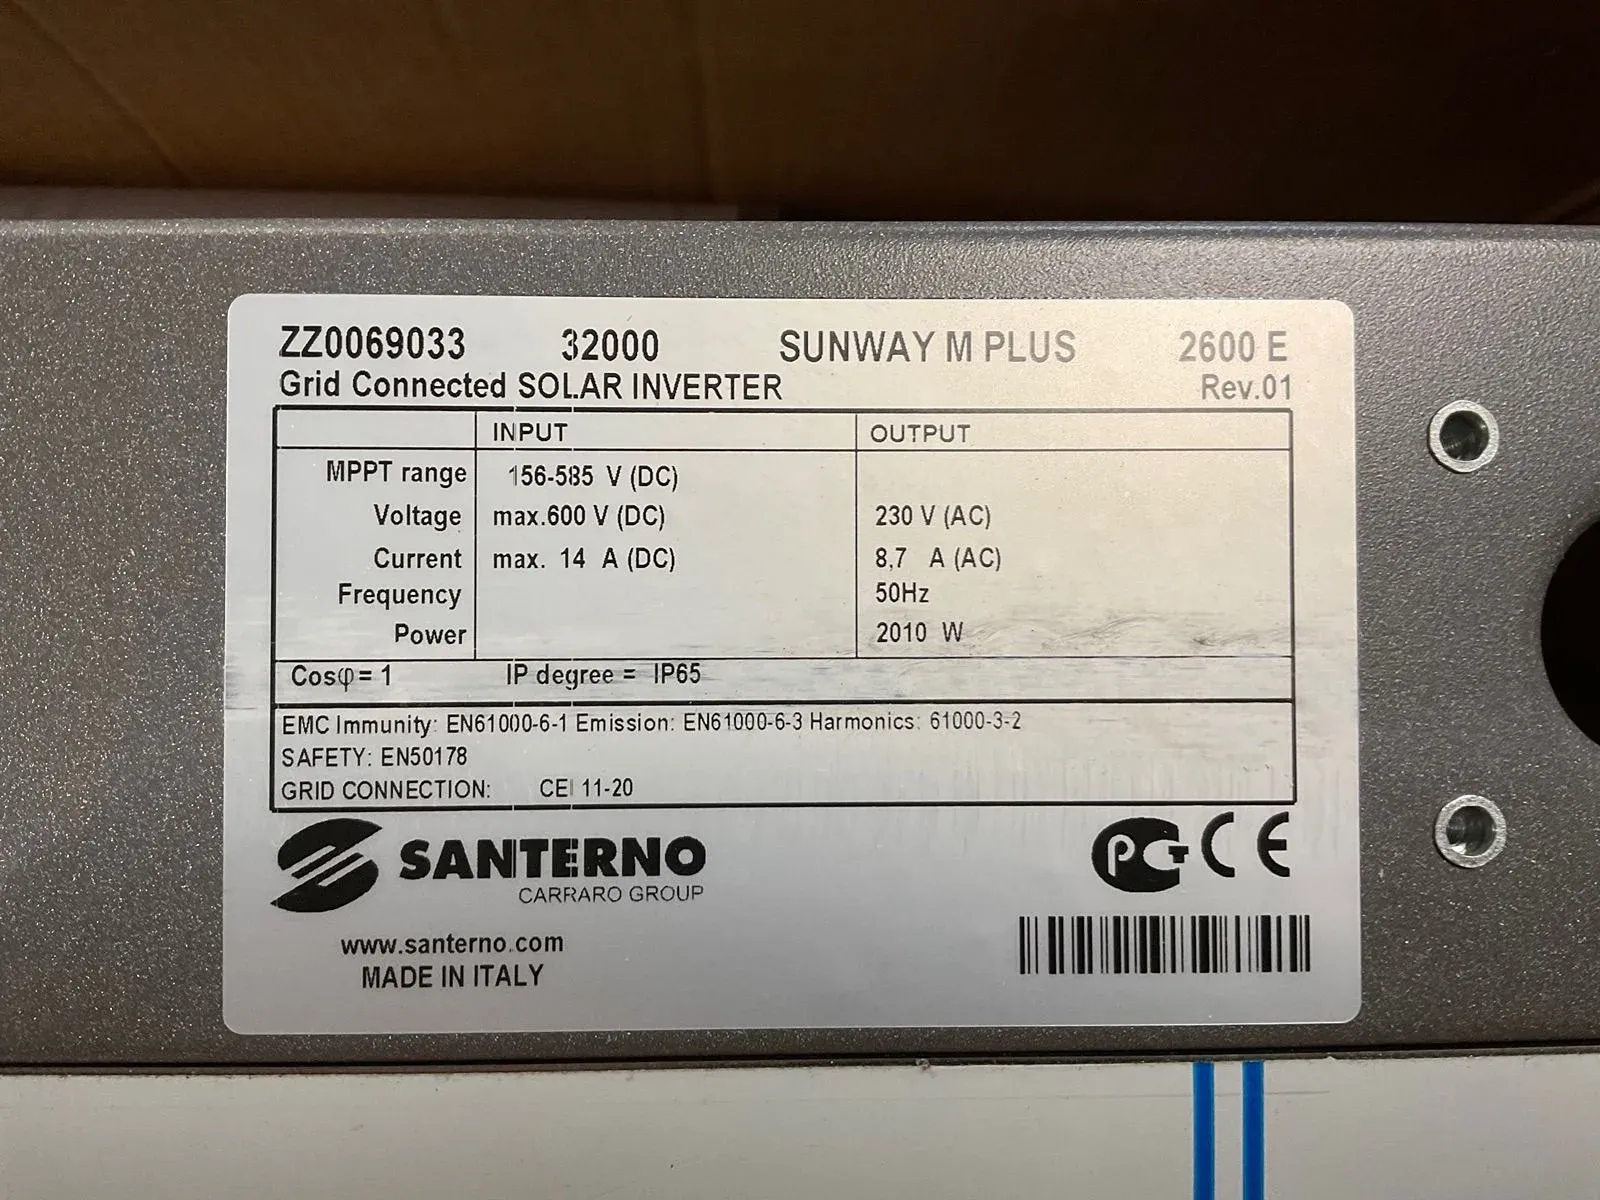 ZZ0069033 32000 SUNWAY M PLUS 2600 E
Grid Connected SOLAR INVERTER Rev.01
INPUT OUTPUT
MPPT range 156-585 V (DC)
Voltage max.600 V (DC) 230 V (AC)
Current max. 14 A (DC) 8,7 A (AC)
Frequency 50Hz
Power 2010 W
Cosφ= 1 IP degree = IP65
EMC Immunity: EN61000-6-1 Emission: EN61000-6-3 Harmonics: 61000-3-2
SAFETY: EN50178
GRID CONNECTION: CEI 11-20
SANTERNO
CARRARO GROUP
РСТ CE
www.santerno.com
MADE IN ITALY